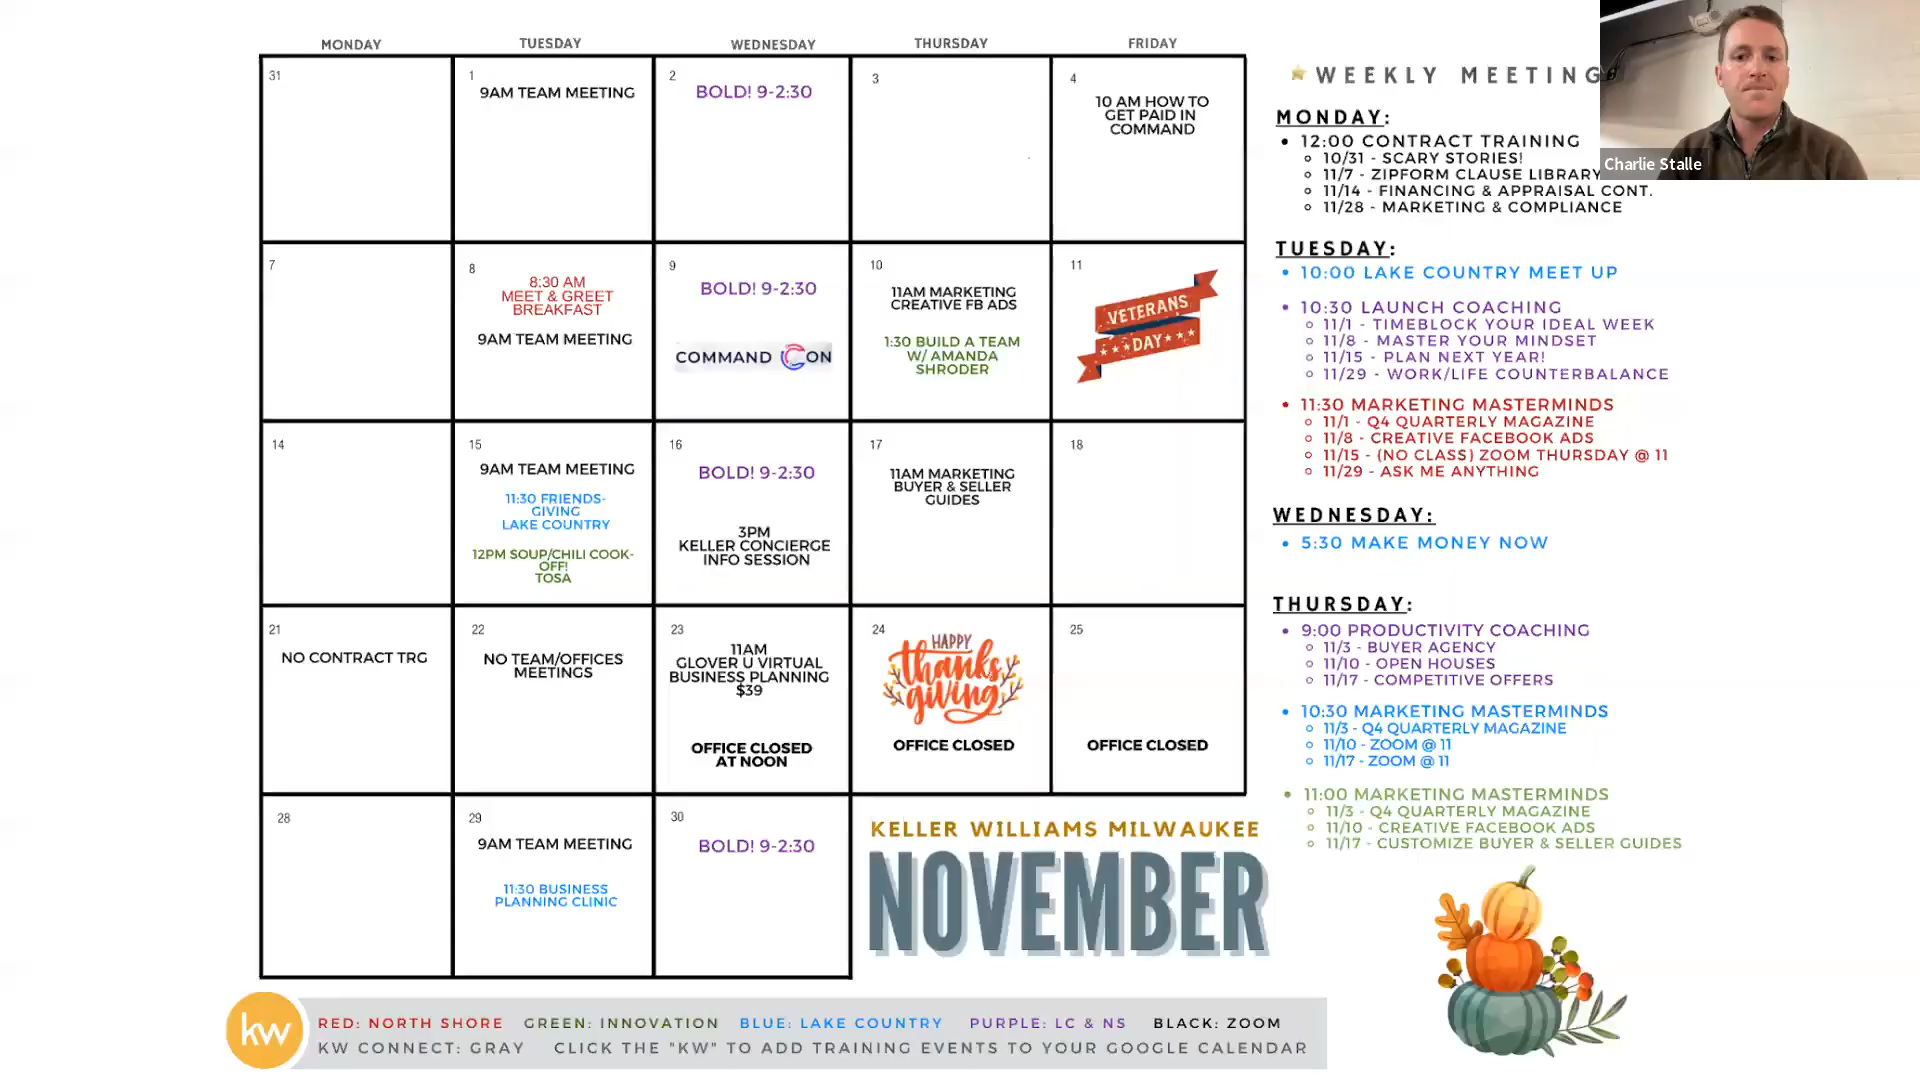 MONDAY
TUESDAY
WEDNESDAY
THURSDAY
FRIDAY
31
1
9AM TEAM MEETING
2
BOLD! 9-2:30
3
4
10 AM HOW TO
GET PAID IN
COMMAND
7
8
8:30 AM
MEET & GREET
BREAKFAST
9AM TEAM MEETING
9
BOLD! 9-2:30
COMMAND CON
10
11AM MARKETING
CREATIVE FB ADS
1:30 BUILD A TEAM
W/ AMANDA
SHRODER
11
VETERANS
DAY
14
15
9AM TEAM MEETING
11:30 FRIENDS-
GIVING
LAKE COUNTRY
12PM SOUP/CHILI COOK-
OFF!
TOSA
16
BOLD! 9-2:30
3PM
KELLER CONCIERGE
INFO SESSION
17
11AM MARKETING
BUYER & SELLER
GUIDES
18
21
NO CONTRACT TRG
22
NO TEAM/OFFICES
MEETINGS
23
11AM
GLOVER U VIRTUAL
BUSINESS PLANNING
$39
OFFICE CLOSED
AT NOON
24
HAPPY
thanks
giving
OFFICE CLOSED
25
OFFICE CLOSED
28
29
9AM TEAM MEETING
11:30 BUSINESS
PLANNING CLINIC
30
BOLD! 9-2:30
KELLER WILLIAMS MILWAUKEE
NOVEMBER
WEEKLY MEETING
MONDAY:
12:00 CONTRACT TRAINING
10/31 - SCARY STORIES!
11/7 - ZIPFORM CLAUSE LIBRARY
11/14 - FINANCING & APPRAISAL CONT.
11/28 - MARKETING & COMPLIANCE
TUESDAY:
10:00 LAKE COUNTRY MEET UP
10:30 LAUNCH COACHING
11/1 - TIMEBLOCK YOUR IDEAL WEEK
11/8 - MASTER YOUR MINDSET
11/15 - PLAN NEXT YEAR!
11/29 - WORK/LIFE COUNTERBALANCE
11:30 MARKETING MASTERMINDS
11/1 - Q4 QUARTERLY MAGAZINE
11/8 - CREATIVE FACEBOOK ADS
11/15 - (NO CLASS) ZOOM THURSDAY @ 11
11/29 - ASK ME ANYTHING
WEDNESDAY:
5:30 MAKE MONEY NOW
THURSDAY:
9:00 PRODUCTIVITY COACHING
11/3 - BUYER AGENCY
11/10 - OPEN HOUSES
11/17 - COMPETITIVE OFFERS
10:30 MARKETING MASTERMINDS
11/3 - Q4 QUARTERLY MAGAZINE
11/10 - ZOOM @ 11
11/17 - ZOOM @ 11
11:00 MARKETING MASTERMINDS
11/3 - Q4 QUARTERLY MAGAZINE
11/10 - CREATIVE FACEBOOK ADS
11/17 - CUSTOMIZE BUYER & SELLER GUIDES
Charlie Stalle
kw
RED: NORTH SHORE GREEN: INNOVATION BLUE: LAKE COUNTRY PURPLE: LC & NS BLACK: ZOOM
KW CONNECT: GRAY CLICK THE "KW" TO ADD TRAINING EVENTS TO YOUR GOOGLE CALENDAR